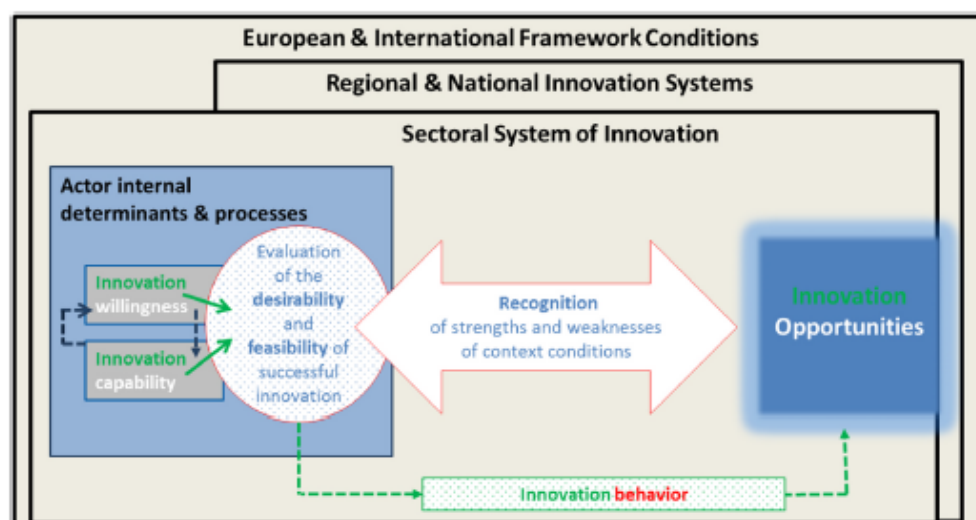 European & International Framework Conditions
Regional & National Innovation Systems
Sectoral System of Innovation
Actor internal
determinants & processes
Innovation
willingness
Innovation
capability
Evaluation
of the
desirability
and
feasibility of
successful
innovation
Recognition
of strengths and weaknesses
of context conditions
Innovation
Opportunities
Innovation behavior